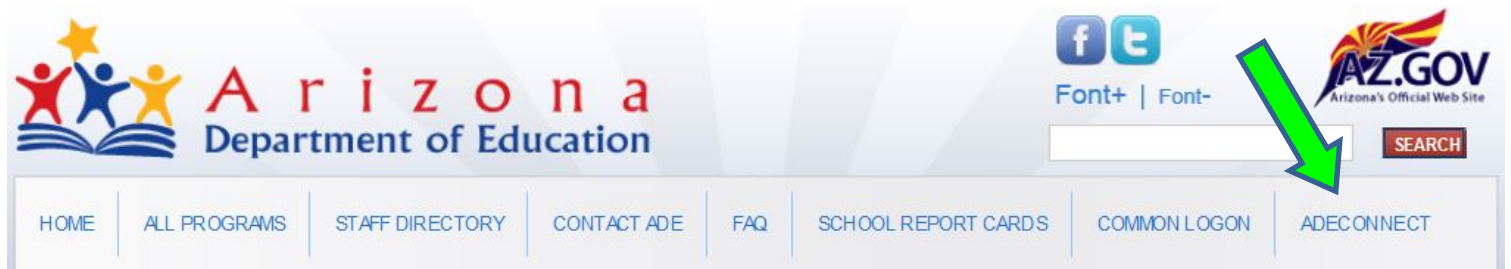 Arizona
Department of Education
f t
Font+ | Font-
AZ.GOV
Arizona's Official Web Site
SEARCH
HOME ALL PROGRAMS STAFF DIRECTORY CONTACT ADE FAQ SCHOOL REPORT CARDS COMMON LOGON ADECONNECT